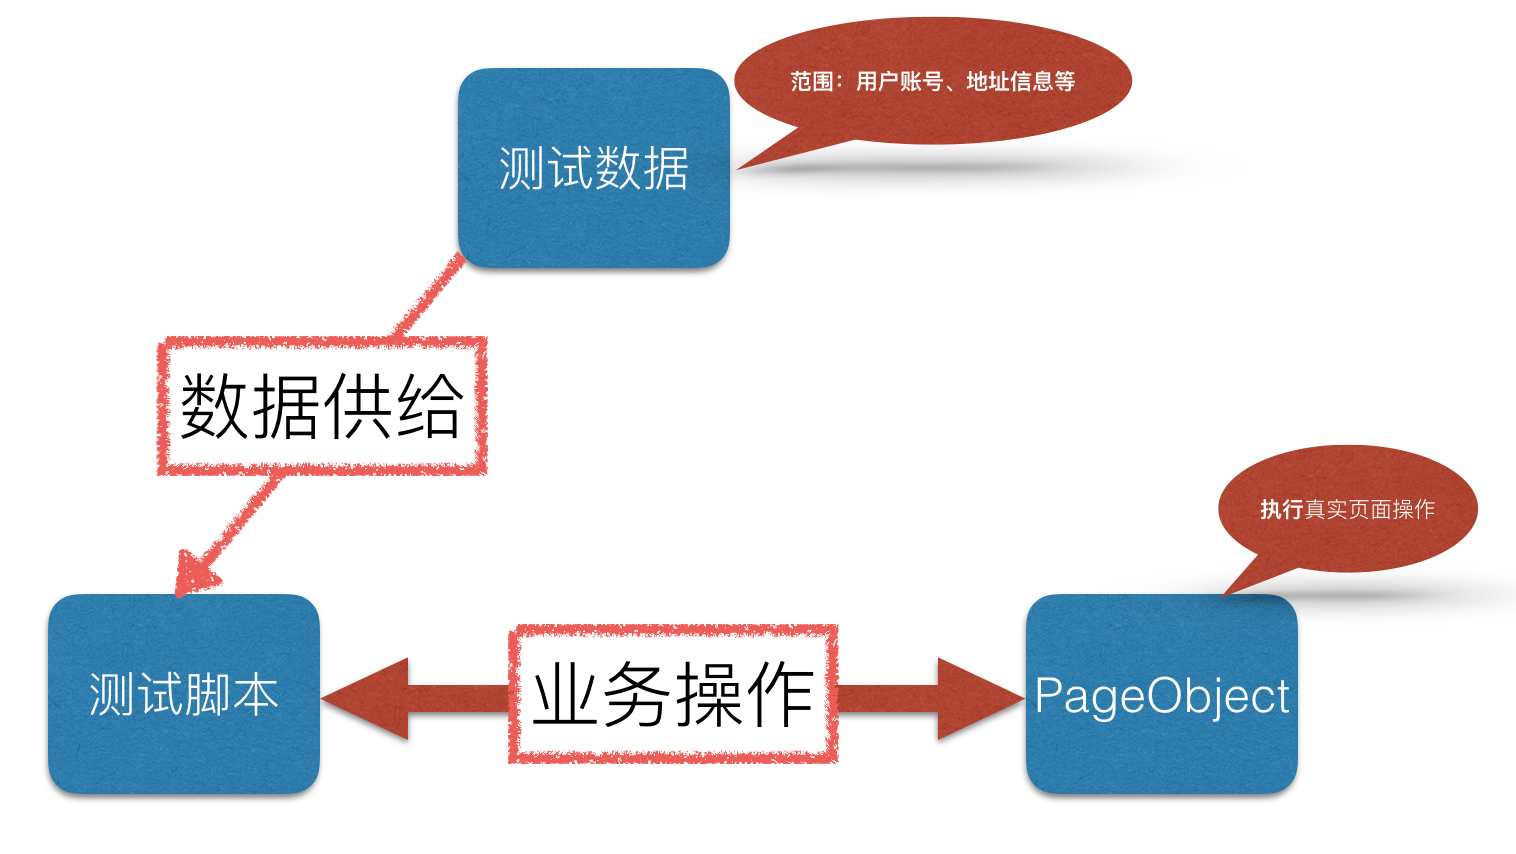 范围：用户账号、地址信息等
测试数据
数据供给
执行真实页面操作
测试脚本
业务操作
PageObject